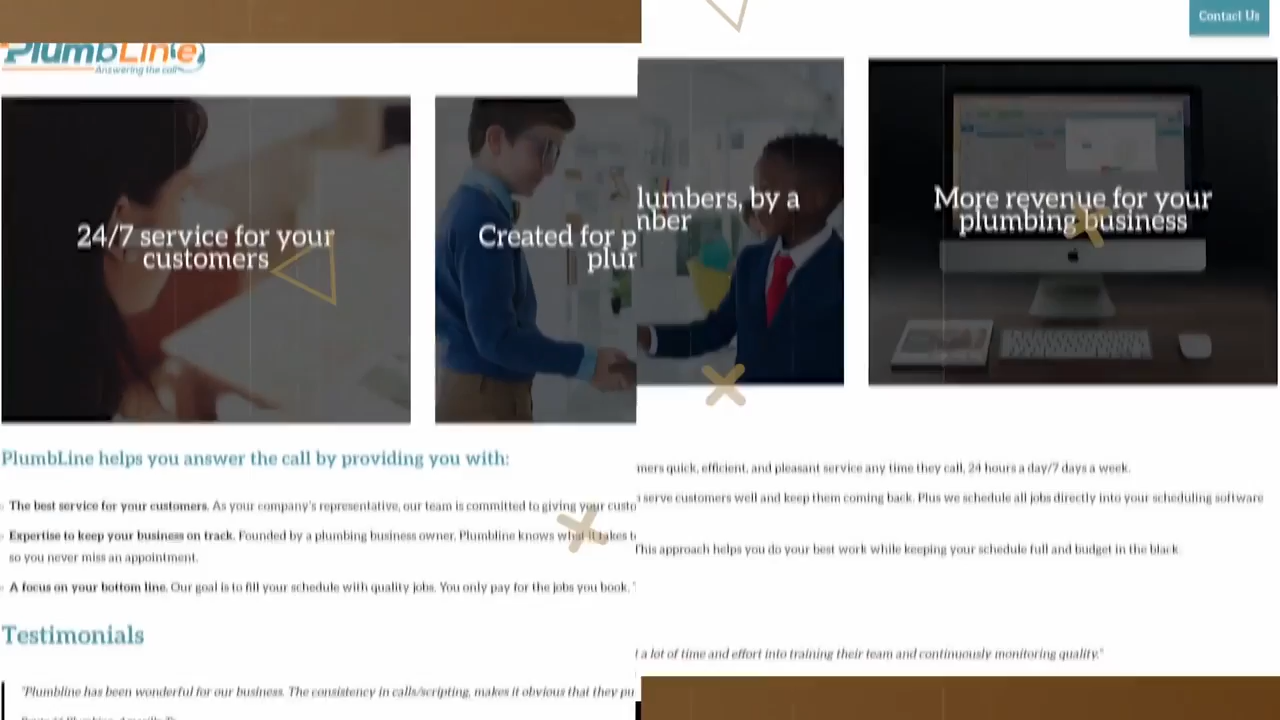 Contact Us
PlumbLine
Answering the call
24/7 service for your
customers
Created for p
plur
lumbers, by a
nber
More revenue for your
plumbing business
PlumbLine helps you answer the call by providing you with:
The best service for your customers. As your company's representative, our team is committed to giving your custo
mers quick, efficient, and pleasant service any time they call, 24 hours a day/7 days a week.
Expertise to keep your business on track. Founded by a plumbing business owner, Plumbline knows what it takes t
serve customers well and keep them coming back. Plus we schedule all jobs directly into your scheduling software
so you never miss an appointment.
A focus on your bottom line. Our goal is to fill your schedule with quality jobs. You only pay for the jobs you book.
This approach helps you do your best work while keeping your schedule full and budget in the black
Testimonials
"Plumbline has been wonderful for our business. The consistency in calls/scripting, makes it obvious that they pu
t a lot of time and effort into training their team and continuously monitoring quality."